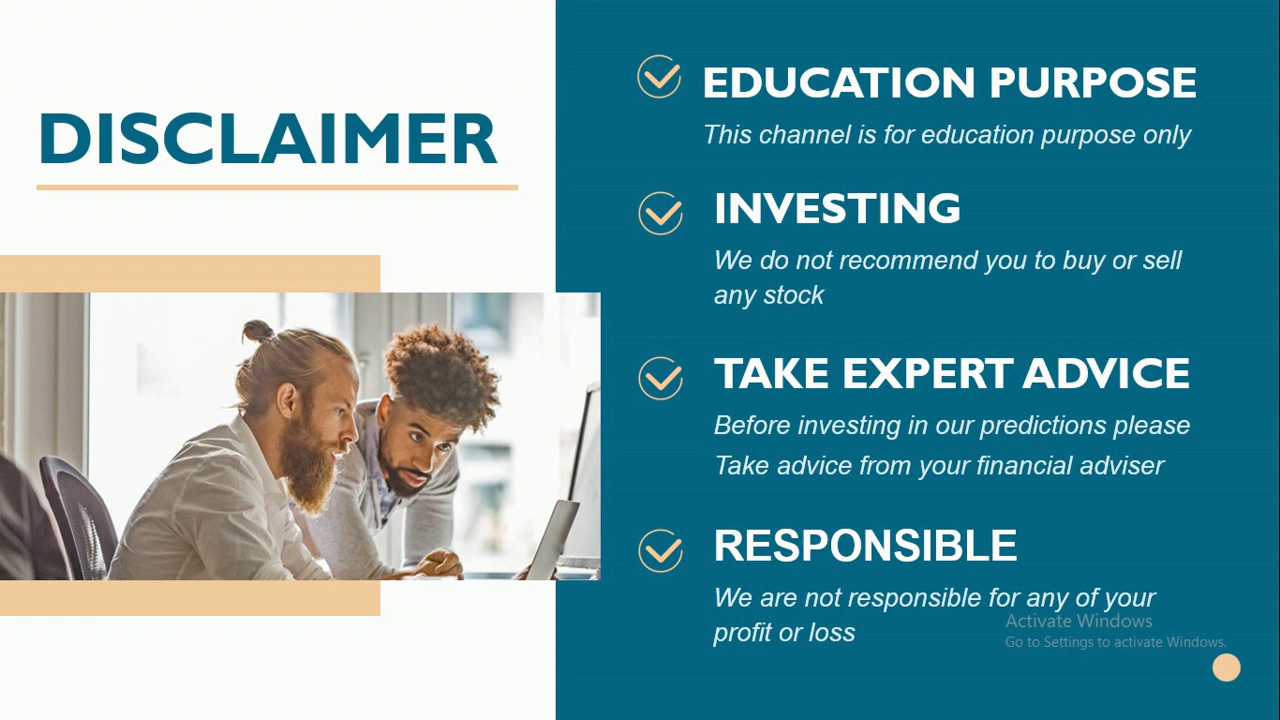 DISCLAIMER
EDUCATION PURPOSE
This channel is for education purpose only
INVESTING
We do not recommend you to buy or sell
any stock
TAKE EXPERT ADVICE
Before investing in our predictions please
Take advice from your financial adviser
RESPONSIBLE
We are not responsible for any of your
profit or loss
Activate Windows
Go to Settings to activate Windows.